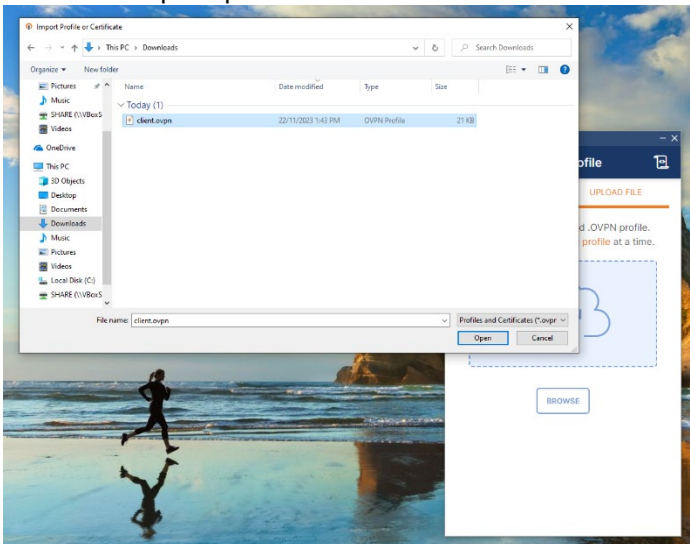 Import Profile or Certificate
This PC > Downloads
Search Downloads
Organize
New folder
Name
Date modified
Type
Size
Pictures
Music
SHARE (\\VBoxS
Videos
OneDrive
This PC
3D Objects
Desktop
Documents
Downloads
Music
Pictures
Videos
Local Disk (C:)
SHARE (\\VBoxS
Today (1)
client.ovpn 22/11/2023 1:43 PM OVPN Profile 21 KB
File name: client.ovpn
Profiles and Certificates (*.ovpr
Open
Cancel
ofile
UPLOAD FILE
d .OVPN profile.
profile at a time.
BROWSE